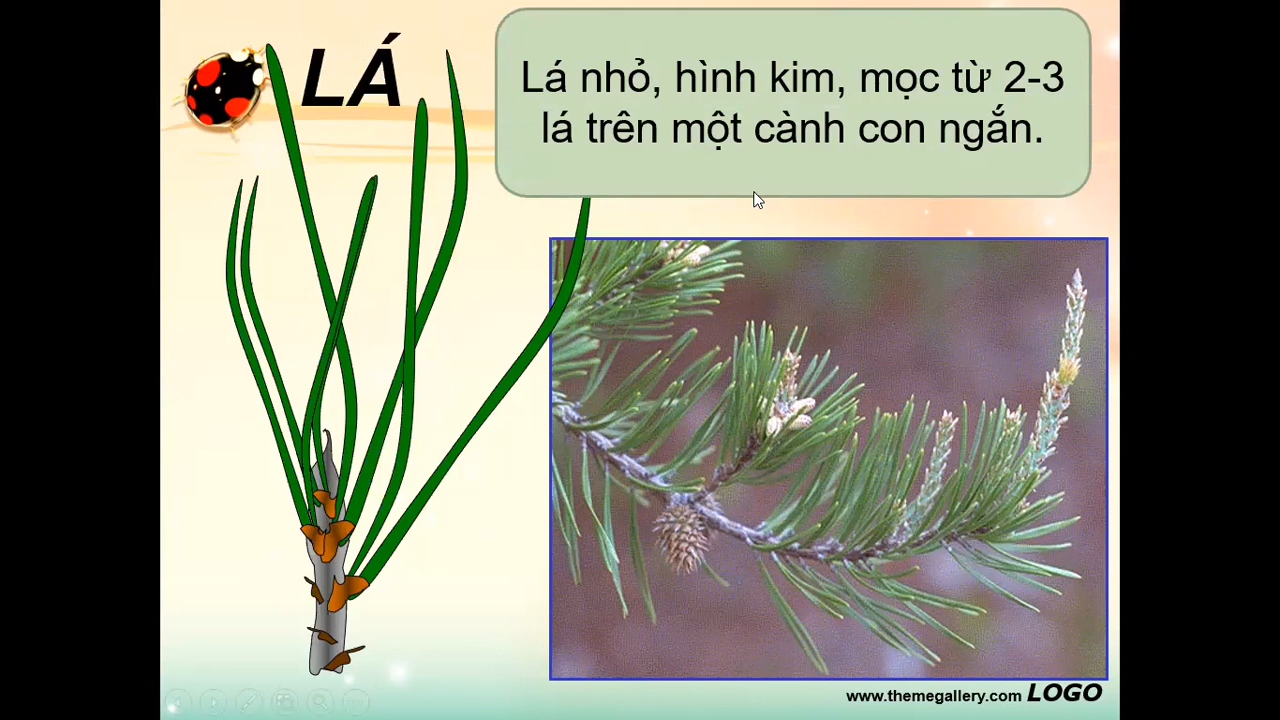 LÁ
Lá nhỏ, hình kim, mọc từ 2-3
lá trên một cành con ngắn.
www.themegallery.com LOGO